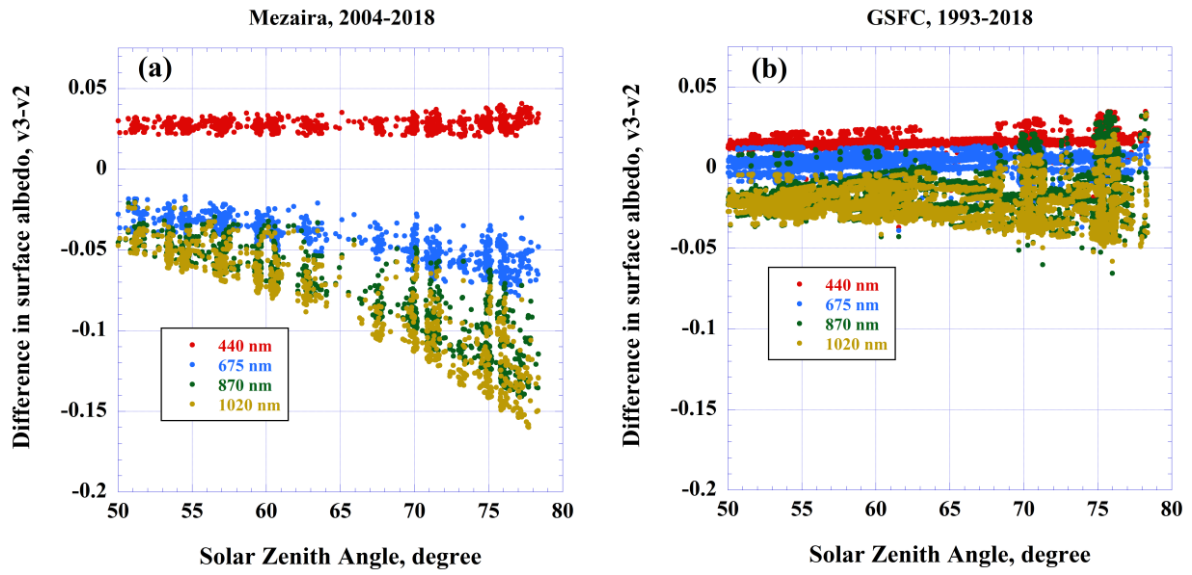 Mezaira, 2004-2018
(a)
Difference in surface albedo, v3-v2
0.05
0
-0.05
-0.1
-0.15
-0.2
440 nm
675 nm
870 nm
1020 nm
50 55 60 65 70 75 80
Solar Zenith Angle, degree
GSFC, 1993-2018
(b)
Difference in surface albedo, v3-v2
0.05
0
-0.05
-0.1
-0.15
-0.2
440 nm
675 nm
870 nm
1020 nm
50 55 60 65 70 75 80
Solar Zenith Angle, degree